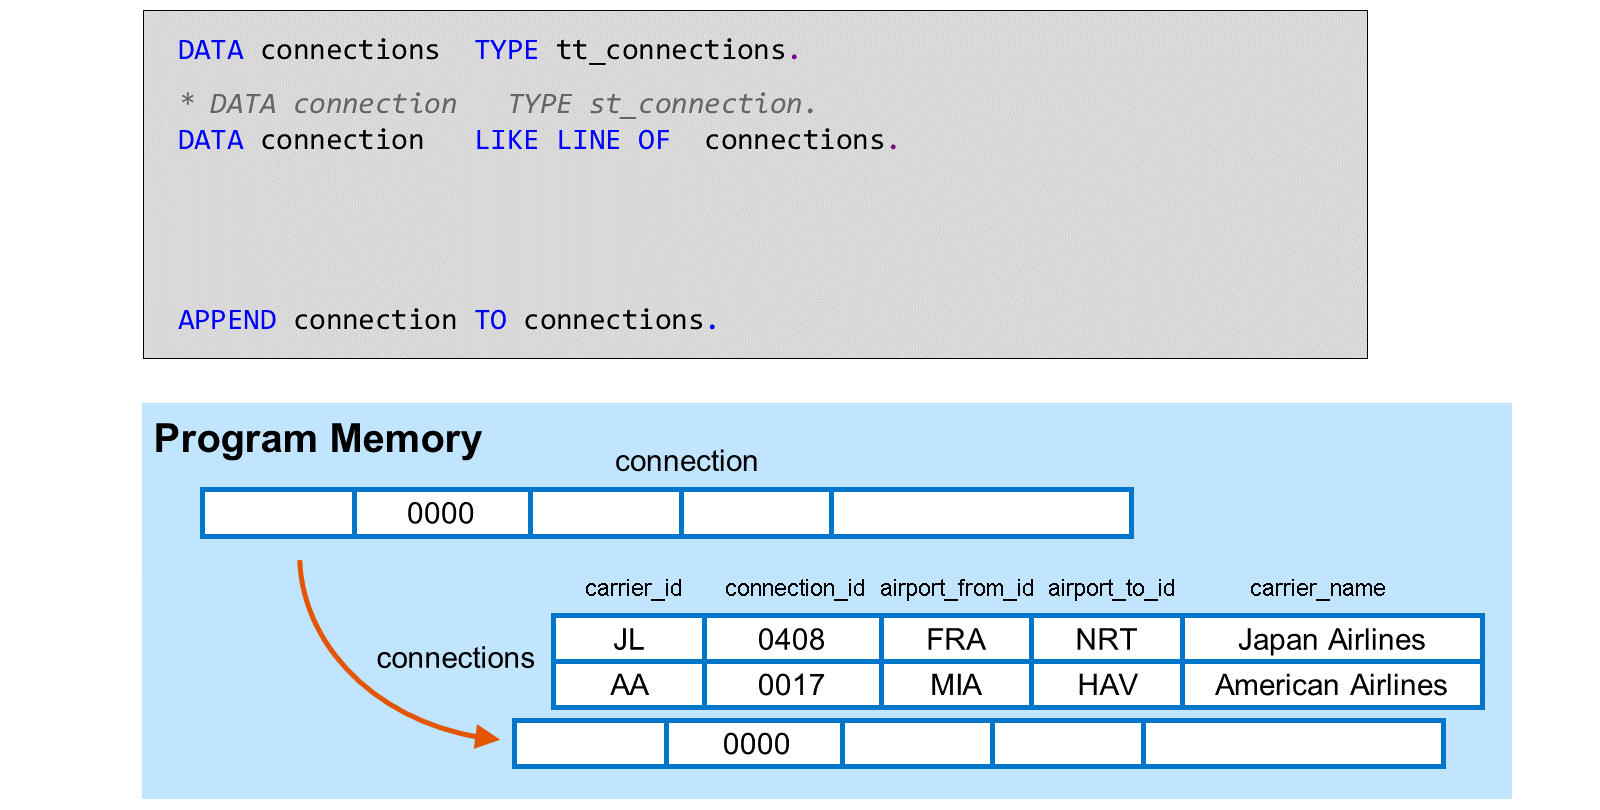 DATA connections TYPE tt_connections.
* DATA connection TYPE st_connection.
DATA connection LIKE LINE OF connections.
APPEND connection TO connections.
Program Memory
connection
0000
carrier_id connection_id airport_from_id airport_to_id carrier_name
connections
JL 0408 FRA NRT Japan Airlines
AA 0017 MIA HAV American Airlines
0000